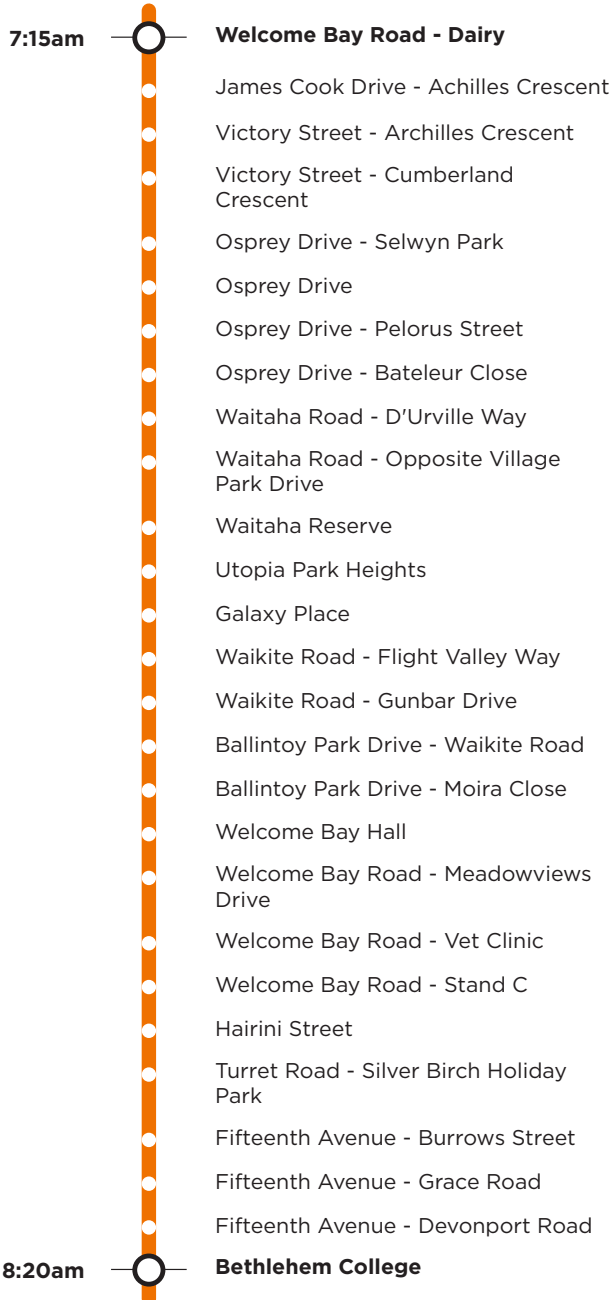 7:15am Welcome Bay Road - Dairy
James Cook Drive - Achilles Crescent
Victory Street - Archilles Crescent
Victory Street - Cumberland
Crescent
Osprey Drive - Selwyn Park
Osprey Drive
Osprey Drive - Pelorus Street
Osprey Drive - Bateleur Close
Waitaha Road - D'Urville Way
Waitaha Road - Opposite Village
Park Drive
Waitaha Reserve
Utopia Park Heights
Galaxy Place
Waikite Road - Flight Valley Way
Waikite Road - Gunbar Drive
Ballintoy Park Drive - Waikite Road
Ballintoy Park Drive - Moira Close
Welcome Bay Hall
Welcome Bay Road - Meadowviews
Drive
Welcome Bay Road - Vet Clinic
Welcome Bay Road - Stand C
Hairini Street
Turret Road - Silver Birch Holiday
Park
Fifteenth Avenue - Burrows Street
Fifteenth Avenue - Grace Road
Fifteenth Avenue - Devonport Road
8:20am Bethlehem College